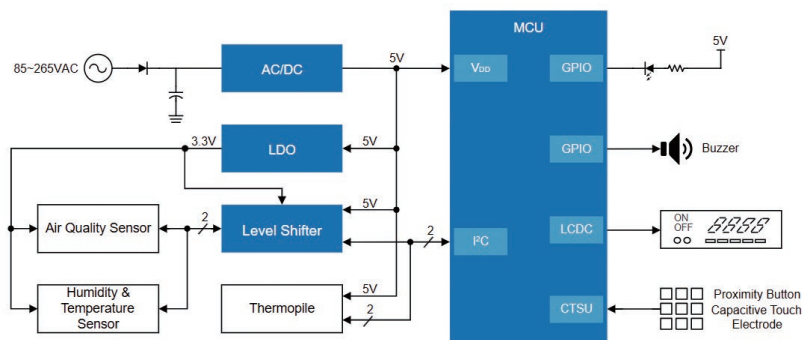 MCU
85~265VAC
AC/DC
5V
VDD
GPIO
5V
3.3V
LDO
5V
GPIO
Buzzer
5V
Air Quality Sensor
2
Level Shifter
2
I²C
LCDC
ON
OFF
8888
5V
Humidity &
Temperature
Sensor
Thermopile
2
CTSU
Proximity Button
Capacitive Touch
Electrode